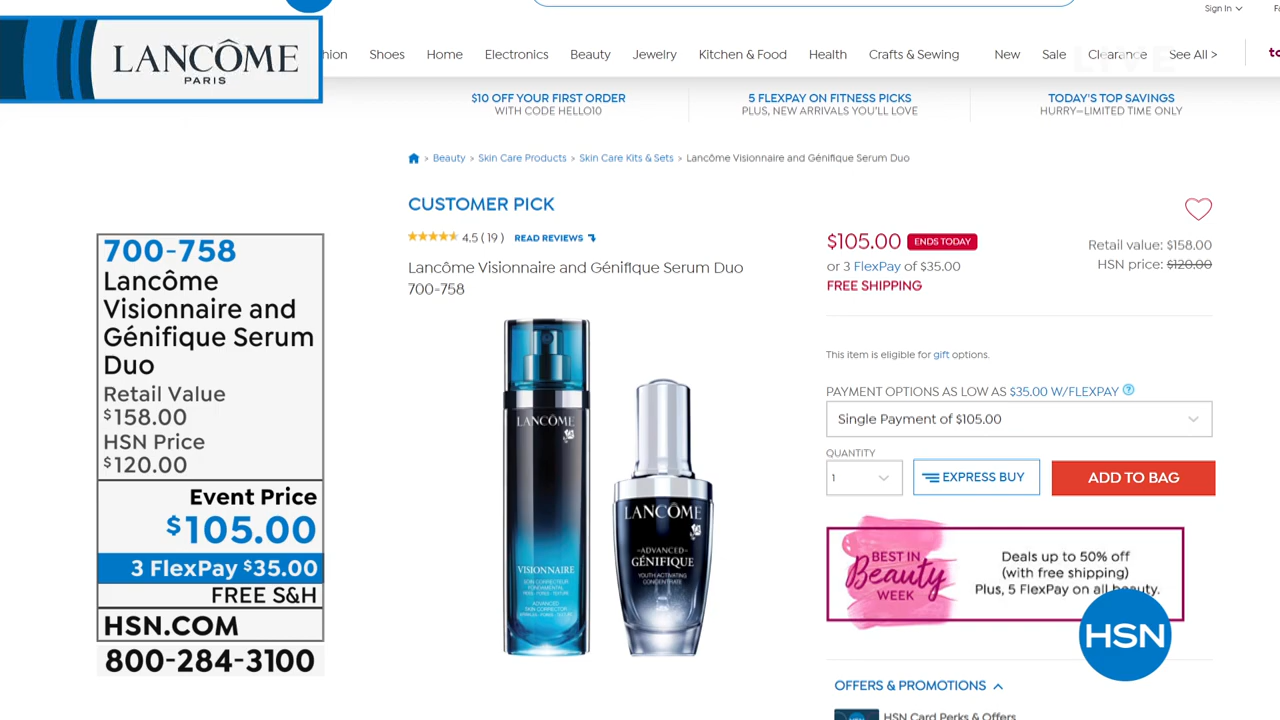 LANCÔME
PARIS
Sign In
Shoes
Home
Electronics
Beauty
Jewelry
Kitchen & Food
Health
Crafts & Sewing
New
Sale
Clearance
See All >
LIVE
$10 OFF YOUR FIRST ORDER
WITH CODE HELLO10
5 FLEXPAY ON FITNESS PICKS
PLUS, NEW ARRIVALS YOU'LL LOVE
TODAY'S TOP SAVINGS
HURRY—LIMITED TIME ONLY
> Beauty > Skin Care Products > Skin Care Kits & Sets > Lancôme Visionnaire and Génifique Serum Duo
700-758
Lancôme
Visionnaire and
Génifique Serum
Duo
Retail Value
$158.00
HSN Price
$120.00
Event Price
$105.00
3 FlexPay $35.00
FREE S&H
HSN.COM
800-284-3100
CUSTOMER PICK
4.5 ( 19 ) READ REVIEWS
Lancôme Visionnaire and Génifique Serum Duo
700-758
LANCÔME
VISIONNAIRE
ADVANCED
SKIN CORRECTOR
LANCÔME
-ADVANCED-
GÉNIFIQUE
YOUTH ACTIVATING
CONCENTRATE
$105.00 ENDS TODAY
or 3 FlexPay of $35.00
FREE SHIPPING
Retail value: $158.00
HSN price: $120.00
This item is eligible for gift options.
PAYMENT OPTIONS AS LOW AS $35.00 W/FLEXPAY ?
Single Payment of $105.00
QUANTITY
1
EXPRESS BUY
ADD TO BAG
BEST IN
Beauty
WEEK
Deals up to 50% off
(with free shipping)
Plus, 5 FlexPay on all beauty.
HSN
OFFERS & PROMOTIONS
HSN Card Perks & Offers